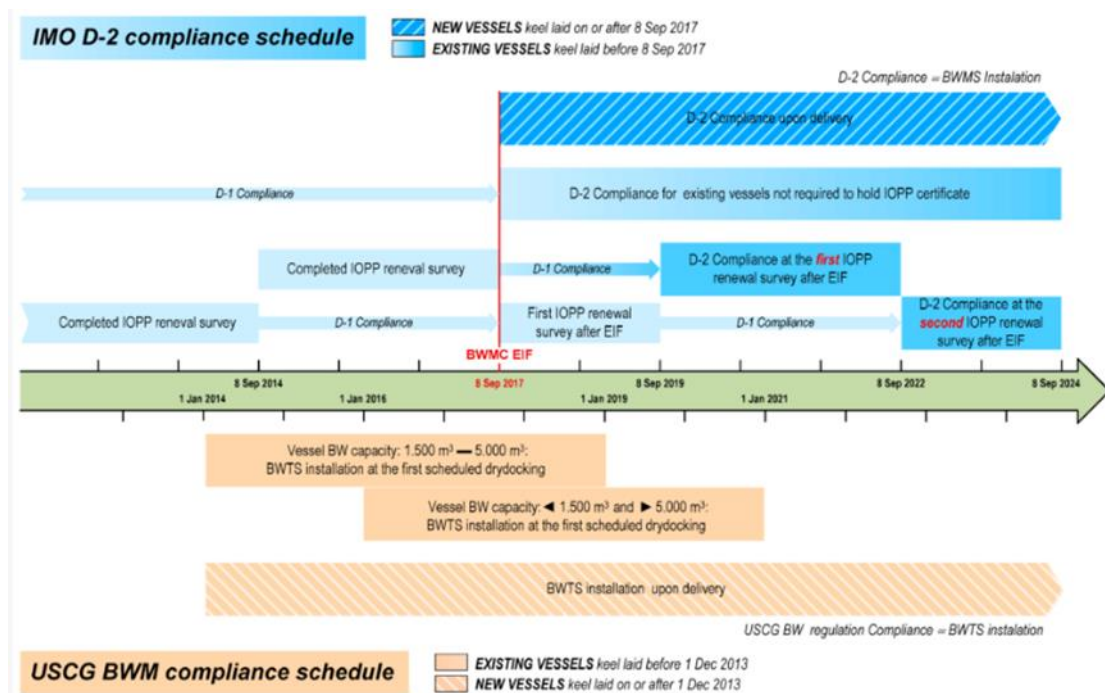 IMO D-2 compliance schedule
NEW VESSELS keel laid on or after 8 Sep 2017
EXISTING VESSELS keel laid before 8 Sep 2017
D-2 Compliance = BWMS Instalation
D-2 Compliance upon delivery
D-1 Compliance
D-2 Compliance for existing vessels not required to hold IOPP certificate
Completed IOPP reneval survey
D-1 Compliance
D-2 Compliance at the first IOPP
renewal survey after EIF
Completed IOPP reneval survey
D-1 Compliance
First IOPP renewal
survey after EIF
D-1 Compliance
D-2 Compliance at the
second IOPP renewal
survey after EIF
BWMC EIF
8 Sep 2014
8 Sep 2017
8 Sep 2019
8 Sep 2022
8 Sep 2024
1 Jan 2014
1 Jan 2016
1 Jan 2019
1 Jan 2021
Vessel BW capacity: 1.500 m³ — 5.000 m³:
BWTS installation at the first scheduled drydocking
Vessel BW capacity: ◄ 1.500 m³ and ► 5.000 m³:
BWTS installation at the first scheduled drydocking
BWTS installation upon delivery
USCG BW regulation Compliance = BWTS instalation
USCG BWM compliance schedule
EXISTING VESSELS keel laid before 1 Dec 2013
NEW VESSELS keel laid on or after 1 Dec 2013